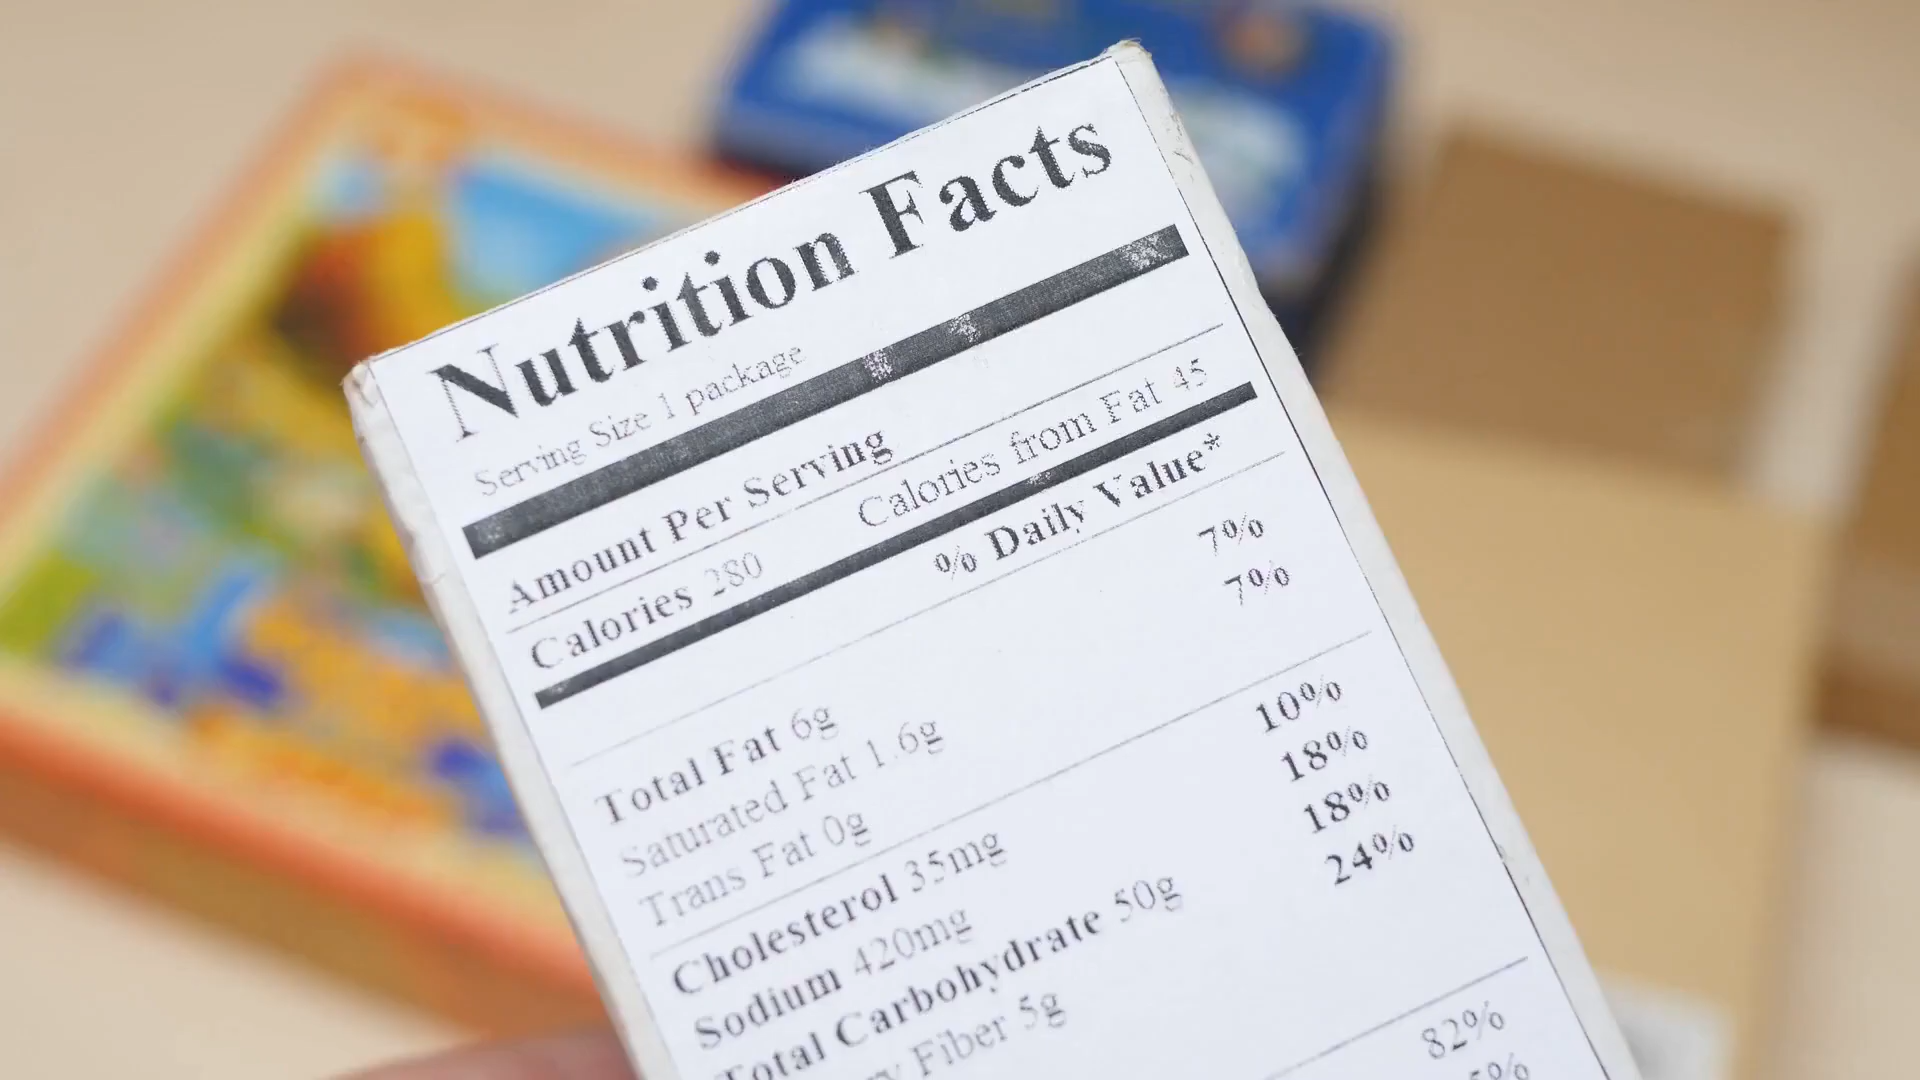 Nutrition Facts
Serving Size 1 package
Amount Per Serving
Calories 280 Calories from Fat 45
% Daily Value*
Total Fat 6g 7%
Saturated Fat 1.6g 7%
Trans Fat 0g
Cholesterol 35mg 10%
Sodium 420mg 18%
Total Carbohydrate 50g 18%
Fiber 5g 24%
82%